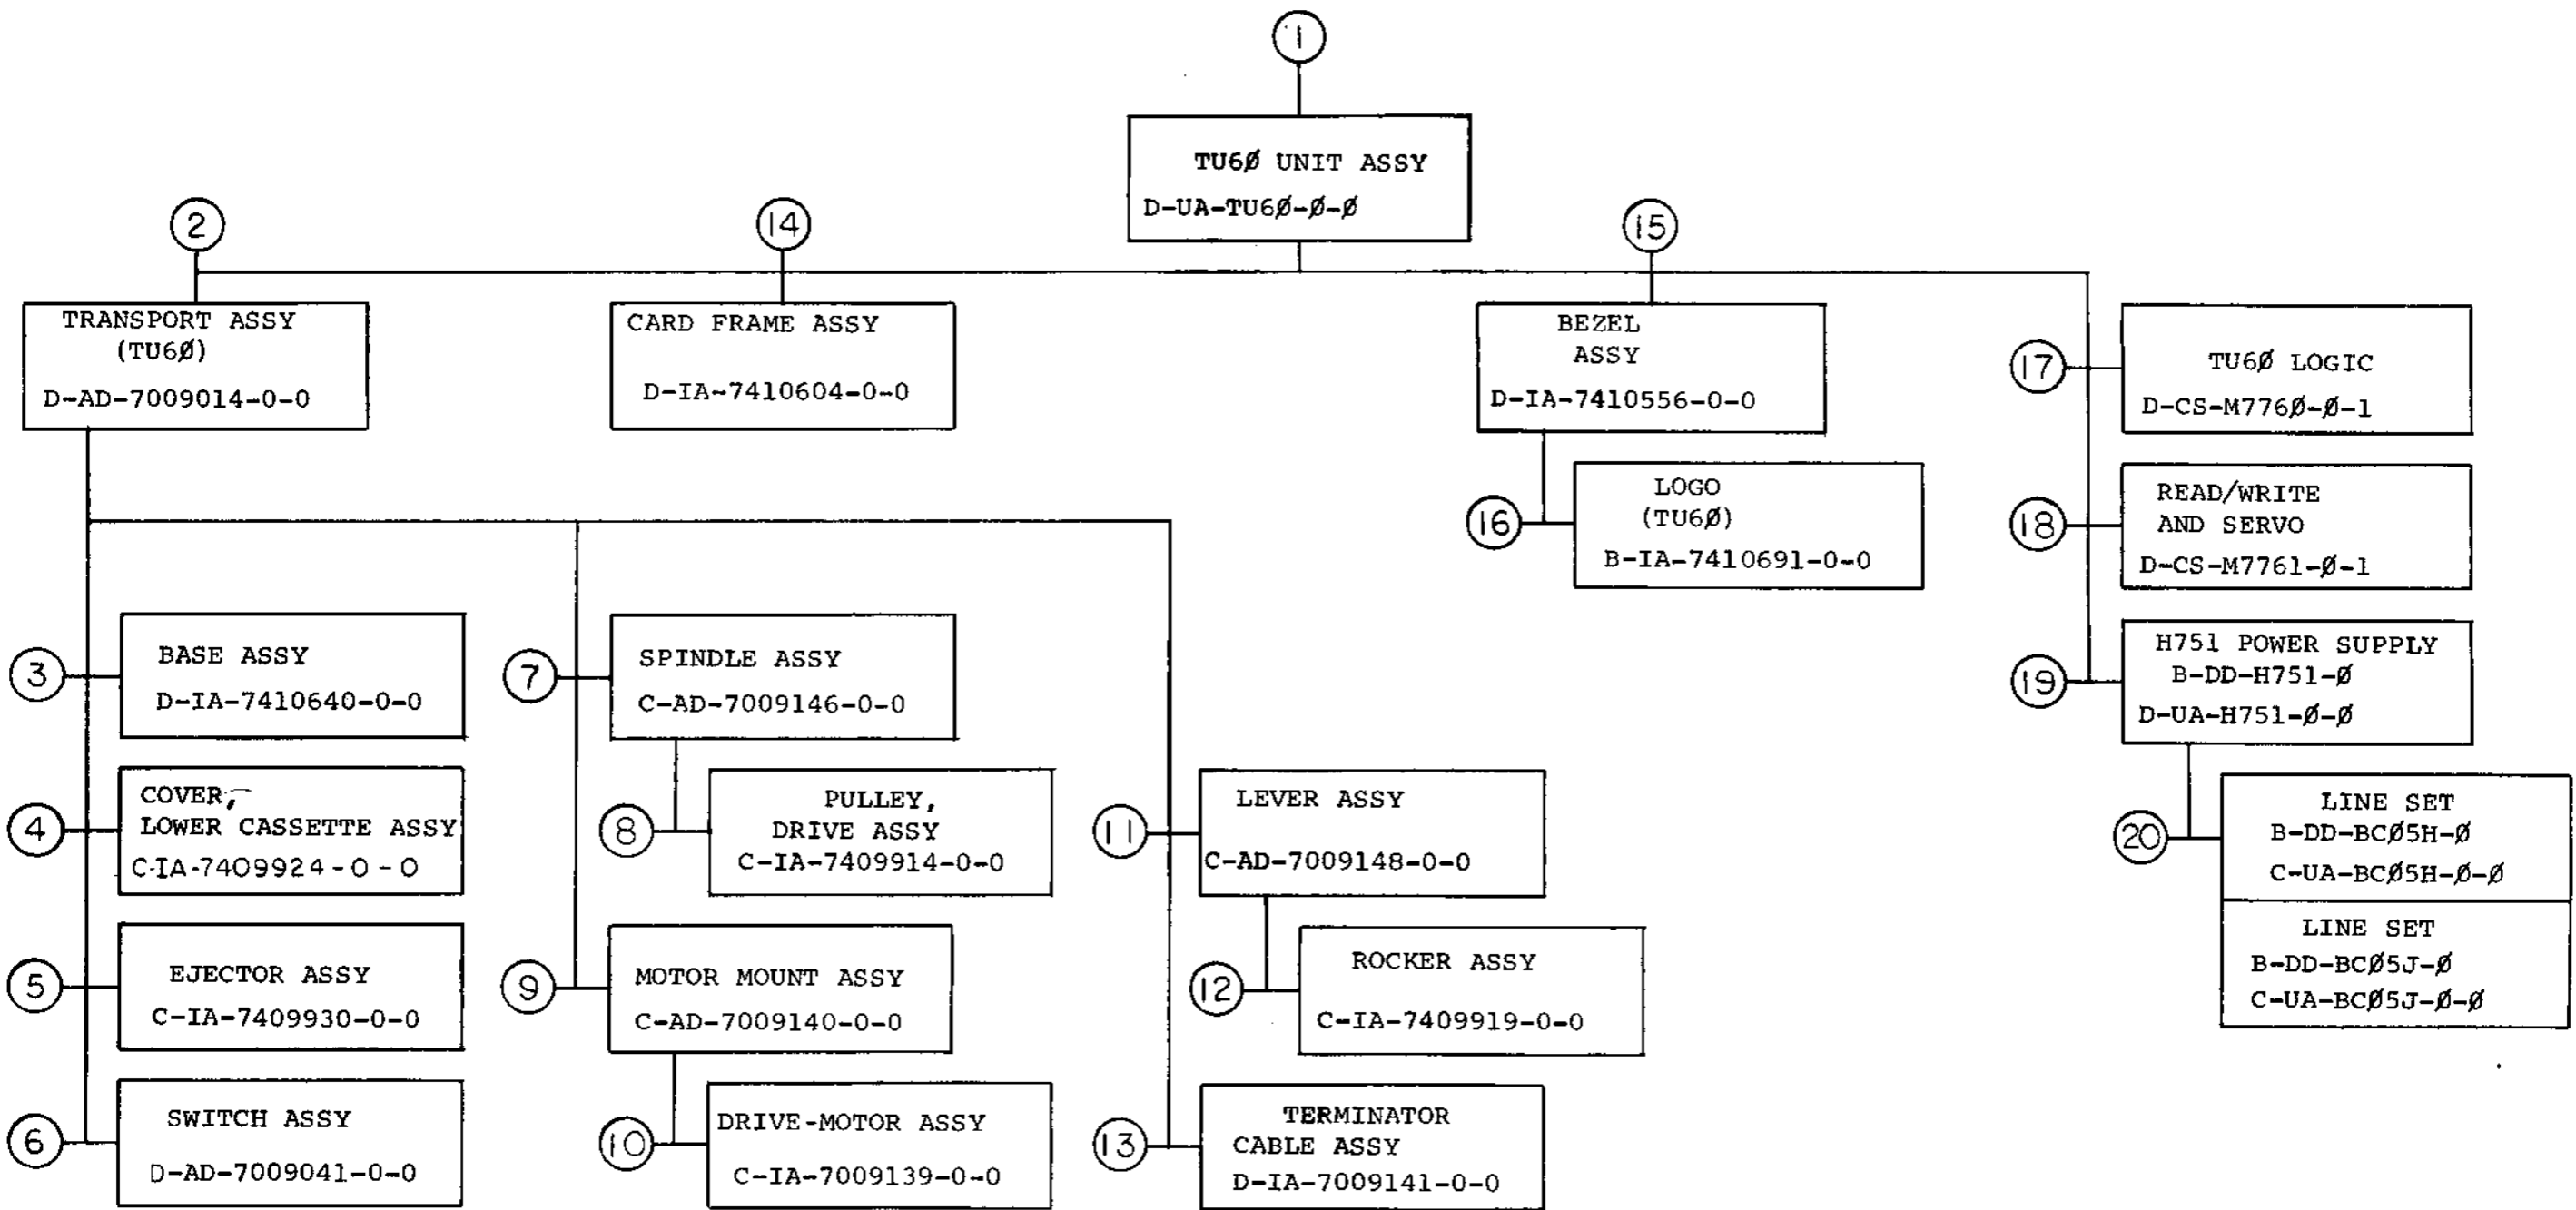 1
TU6Ø UNIT ASSY
D-UA-TU6Ø-Ø-Ø
2
TRANSPORT ASSY
(TU6Ø)
D-AD-7009014-0-0
14
CARD FRAME ASSY
D-IA-7410604-0-0
15
BEZEL
ASSY
D-IA-7410556-0-0
16
LOGO
(TU6Ø)
B-IA-7410691-0-0
17
TU6Ø LOGIC
D-CS-M776Ø-Ø-1
18
READ/WRITE
AND SERVO
D-CS-M7761-Ø-1
19
H751 POWER SUPPLY
B-DD-H751-Ø
D-UA-H751-Ø-Ø
20
LINE SET
B-DD-BCØ5H-Ø
C-UA-BCØ5H-Ø-Ø
LINE SET
B-DD-BCØ5J-Ø
C-UA-BCØ5J-Ø-Ø
3
BASE ASSY
D-IA-7410640-0-0
4
COVER,
LOWER CASSETTE ASSY
C-IA-7409924-0-0
5
EJECTOR ASSY
C-IA-7409930-0-0
6
SWITCH ASSY
D-AD-7009041-0-0
7
SPINDLE ASSY
C-AD-7009146-0-0
8
PULLEY,
DRIVE ASSY
C-IA-7409914-0-0
9
MOTOR MOUNT ASSY
C-AD-7009140-0-0
10
DRIVE-MOTOR ASSY
C-IA-7009139-0-0
11
LEVER ASSY
C-AD-7009148-0-0
12
ROCKER ASSY
C-IA-7409919-0-0
13
TERMINATOR
CABLE ASSY
D-IA-7009141-0-0